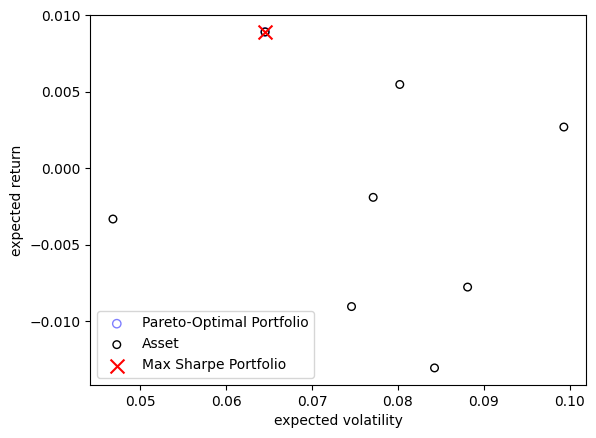 0.010
0.005
0.000
−0.005
−0.010
expected return
Pareto-Optimal Portfolio
Asset
Max Sharpe Portfolio
0.05 0.06 0.07 0.08 0.09 0.10
expected volatility